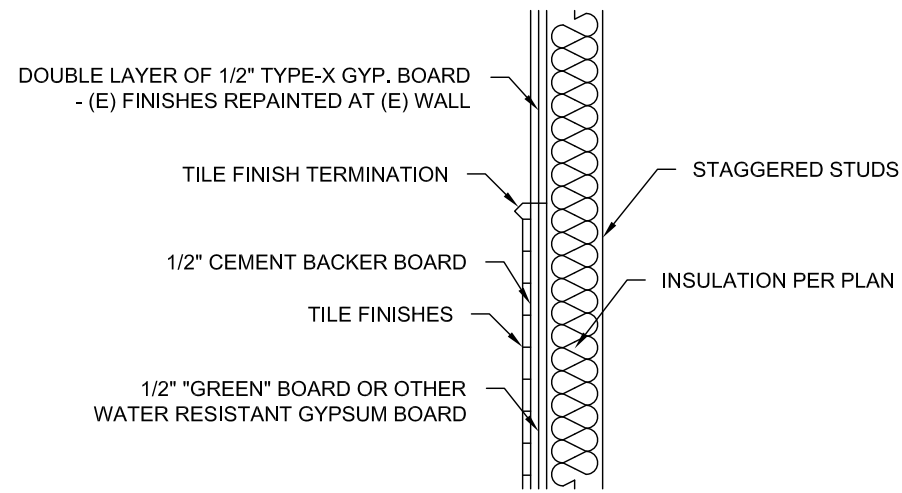 DOUBLE LAYER OF 1/2" TYPE-X GYP. BOARD
- (E) FINISHES REPAINTED AT (E) WALL
TILE FINISH TERMINATION
STAGGERED STUDS
1/2" CEMENT BACKER BOARD
INSULATION PER PLAN
TILE FINISHES
1/2" "GREEN" BOARD OR OTHER
WATER RESISTANT GYPSUM BOARD